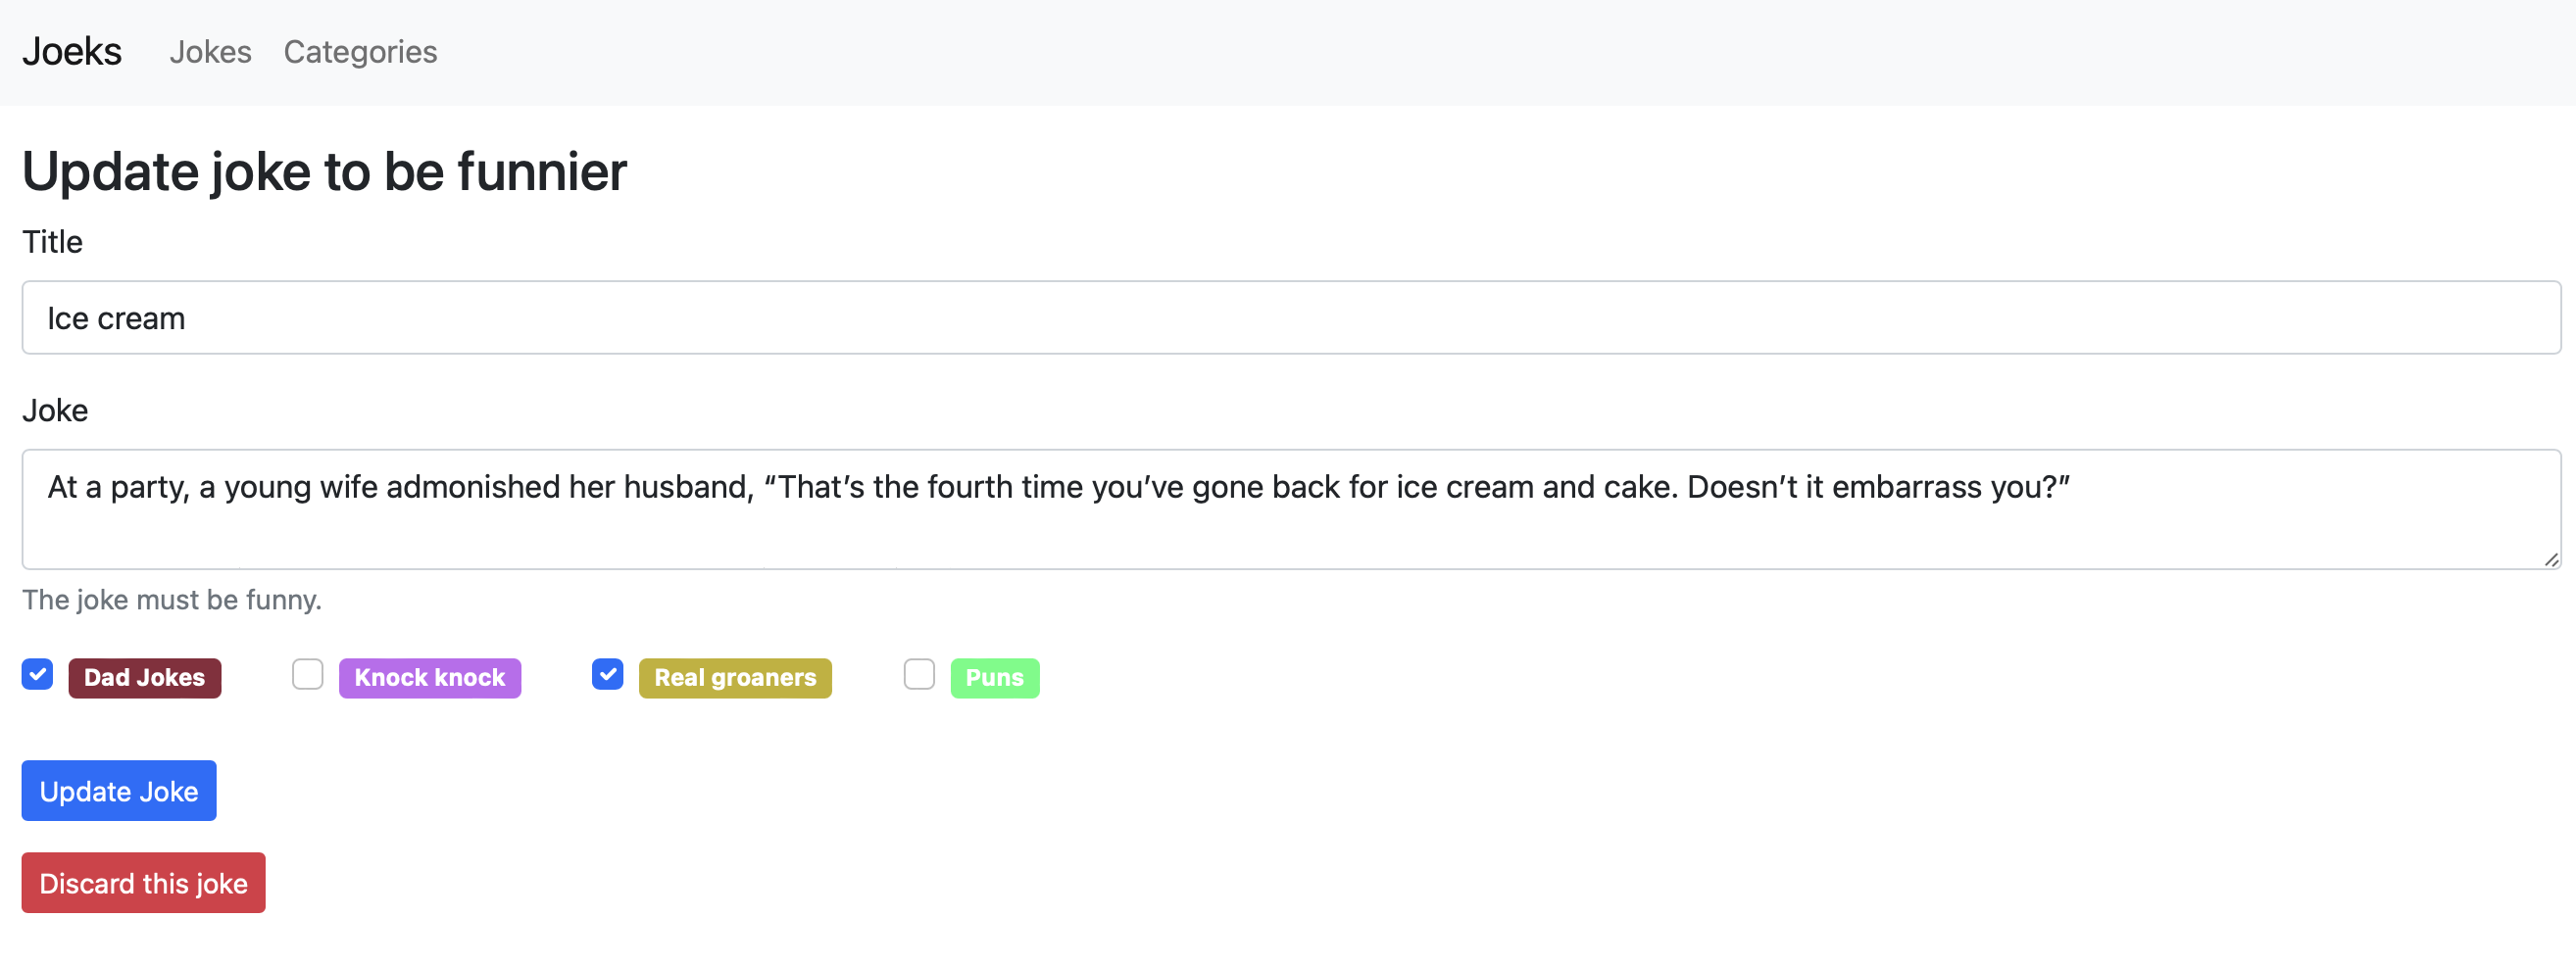 Joeks Jokes Categories
Update joke to be funnier
Title
Ice cream
Joke
At a party, a young wife admonished her husband, “That’s the fourth time you’ve gone back for ice cream and cake. Doesn’t it embarrass you?”
The joke must be funny.
Dad Jokes Knock knock Real groaners Puns
Update Joke
Discard this joke